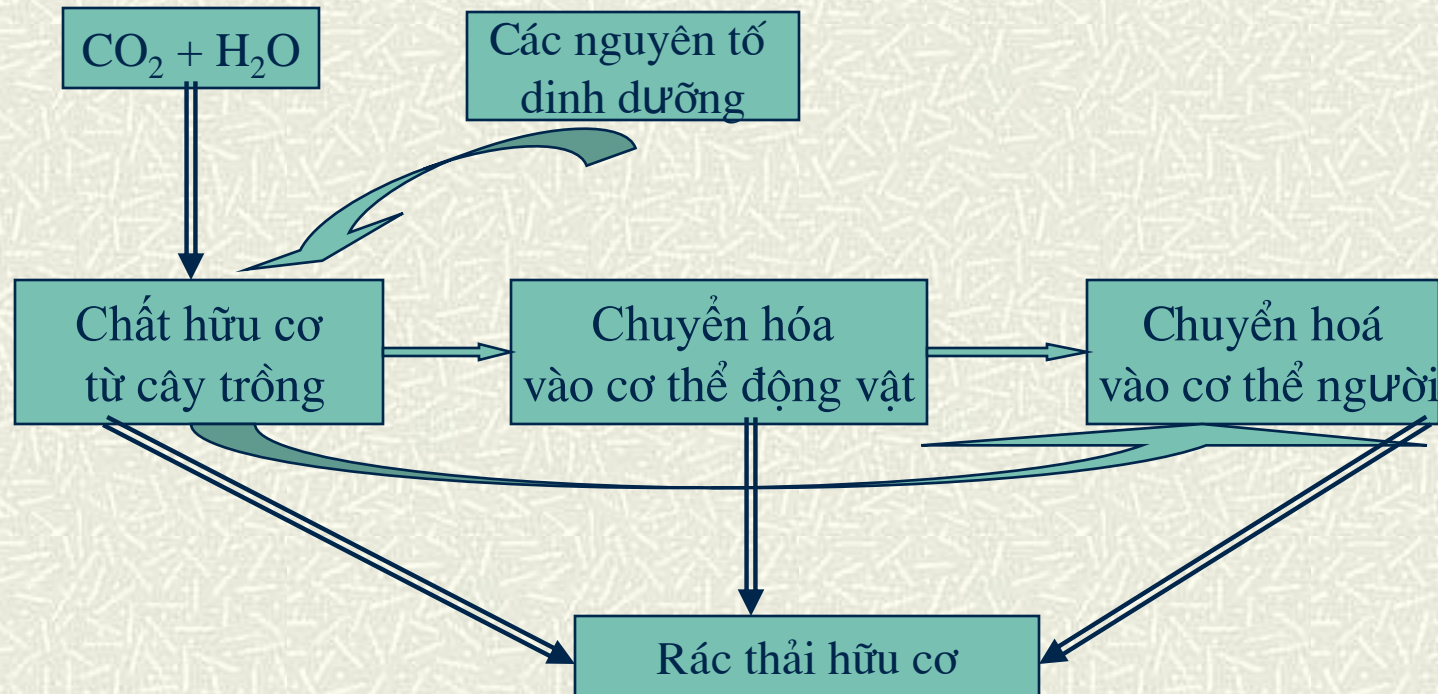 CO₂ + H₂O
Các nguyên tố
dinh dưỡng
Chất hữu cơ
từ cây trồng
Chuyển hóa
vào cơ thể động vật
Chuyển hoá
vào cơ thể người
Rác thải hữu cơ